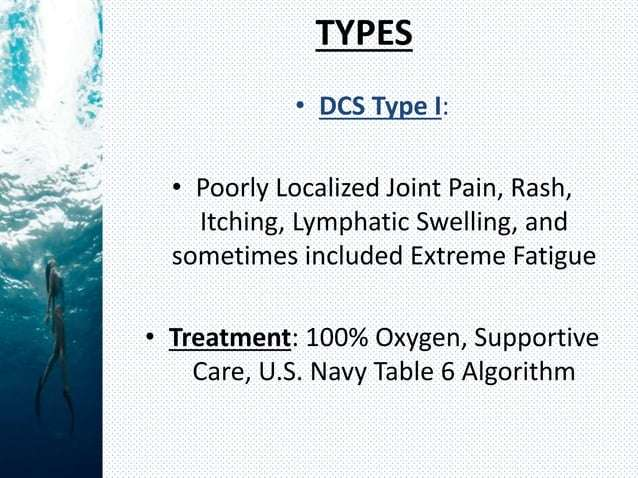 TYPES
• DCS Type I:
• Poorly Localized Joint Pain, Rash,
Itching, Lymphatic Swelling, and
sometimes included Extreme Fatigue
• Treatment: 100% Oxygen, Supportive
Care, U.S. Navy Table 6 Algorithm